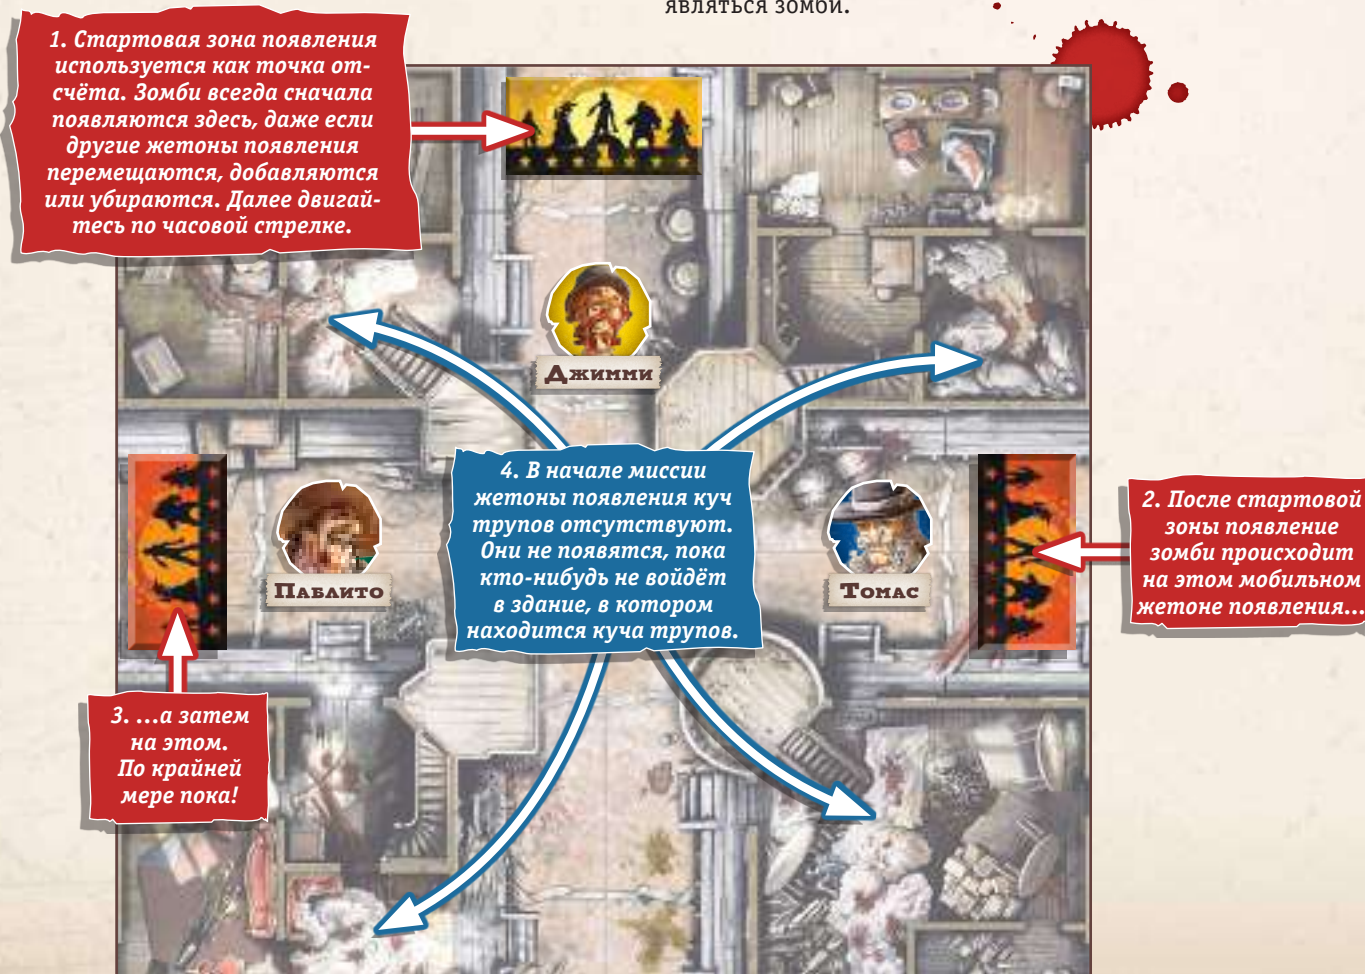 являться зомби.
1. Стартовая зона появления
используется как точка от-
счёта. Зомби всегда сначала
появляются здесь, даже если
другие жетоны появления
перемещаются, добавляются
или убираются. Далее двигай-
тесь по часовой стрелке.
Джимми
4. В начале миссии
жетоны появления куч
трупов отсутствуют.
Они не появятся, пока
кто-нибудь не войдёт
в здание, в котором
находится куча трупов.
Паблито
Томас
2. После стартовой
зоны появление
зомби происходит
на этом мобильном
жетоне появления...
3. ...а затем
на этом.
По крайней
мере пока!